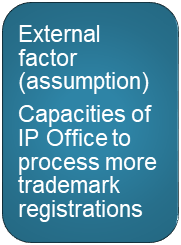 External
factor
(assumption)
Capacities of
IP Office to
process more
trademark
registrations